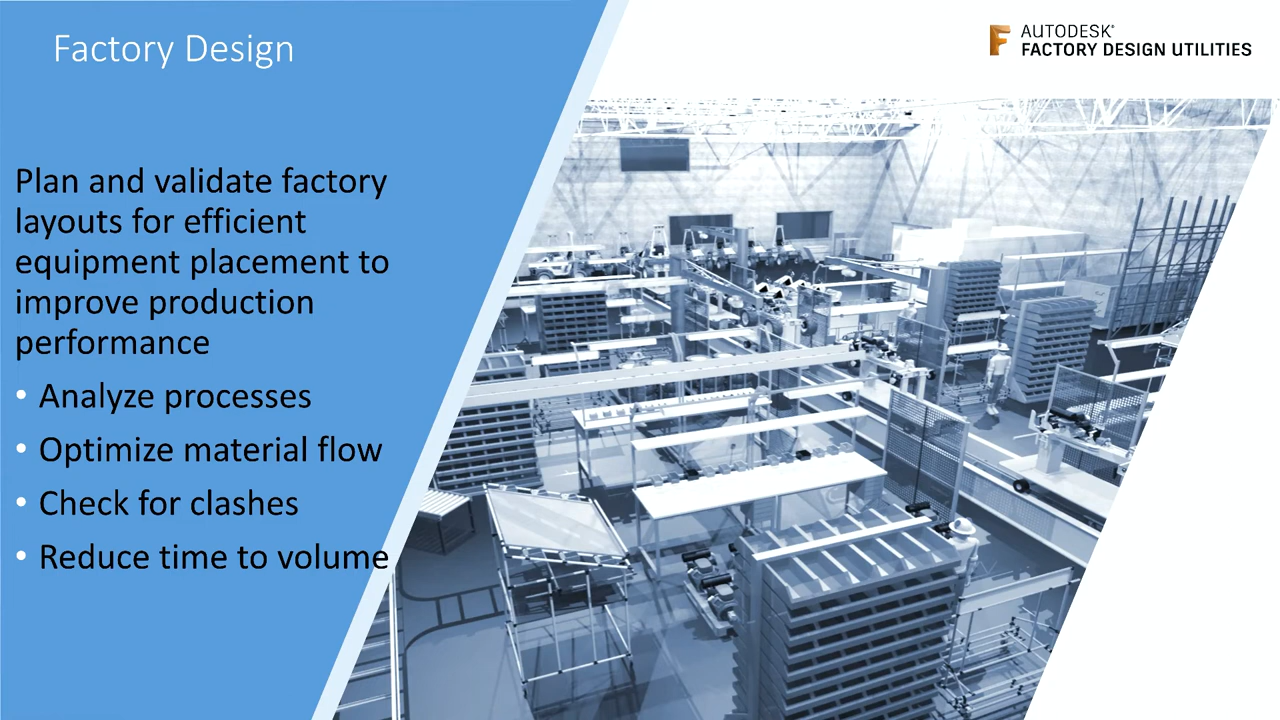 Factory Design
AUTODESK®
FACTORY DESIGN UTILITIES
Plan and validate factory
layouts for efficient
equipment placement to
improve production
performance
• Analyze processes
• Optimize material flow
• Check for clashes
• Reduce time to volume